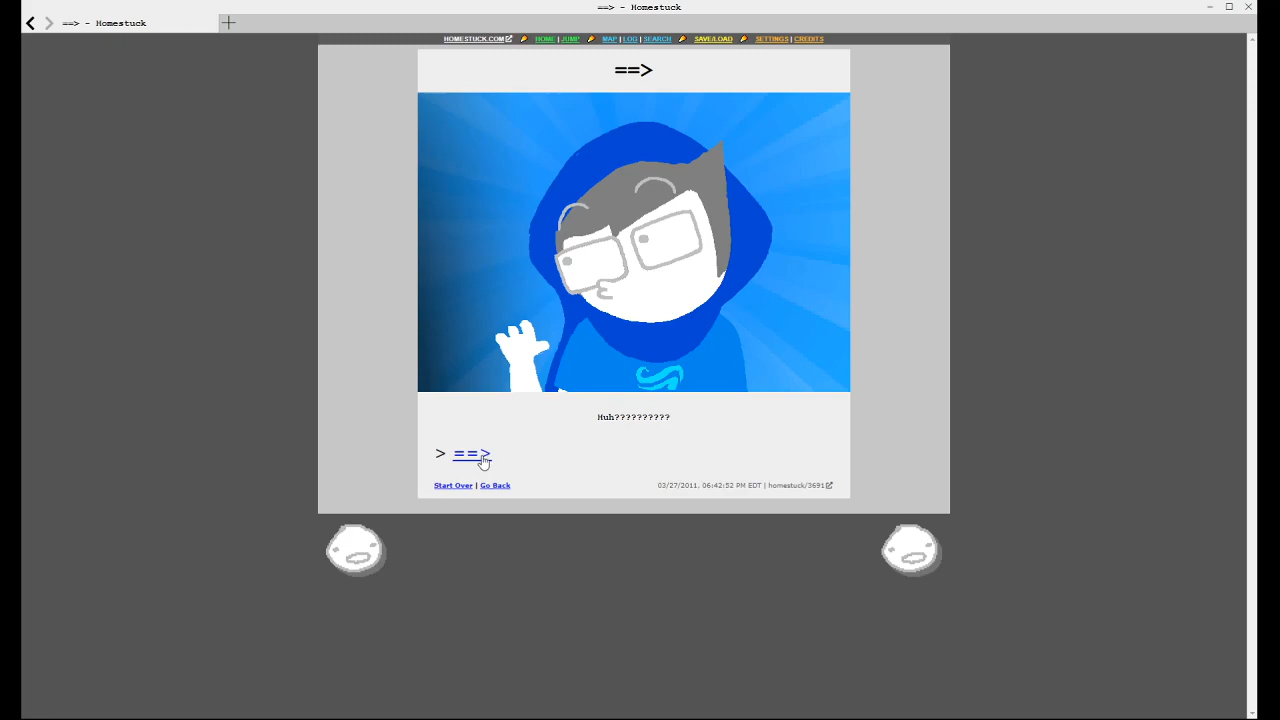 ==> - Homestuck
==> - Homestuck
HOMESTUCK.COM HOME | JUMP MAP | LOG | SEARCH SAVE/LOAD SETTINGS | CREDITS
==>
Huh??????????
> ==>
Start Over | Go Back 03/27/2011, 06:42:52 PM EDT | homestuck/3691